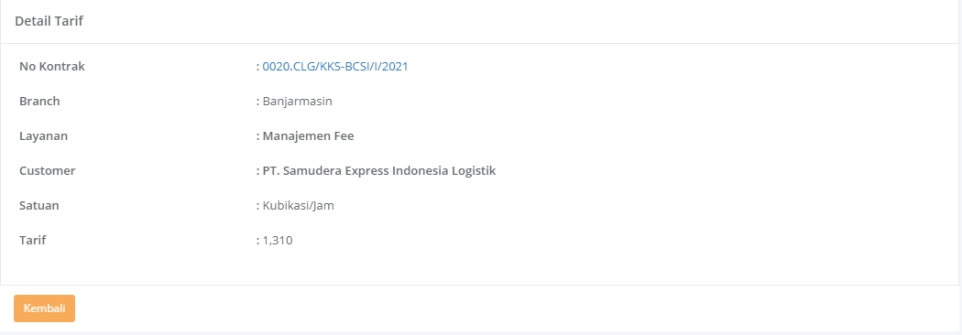 Detail Tarif
No Kontrak : 0020.CLG/KKS-BCSI/I/2021
Branch : Banjarmasin
Layanan : Manajemen Fee
Customer : PT. Samudera Express Indonesia Logistik
Satuan : Kubikasi/Jam
Tarif : 1,310
Kembali